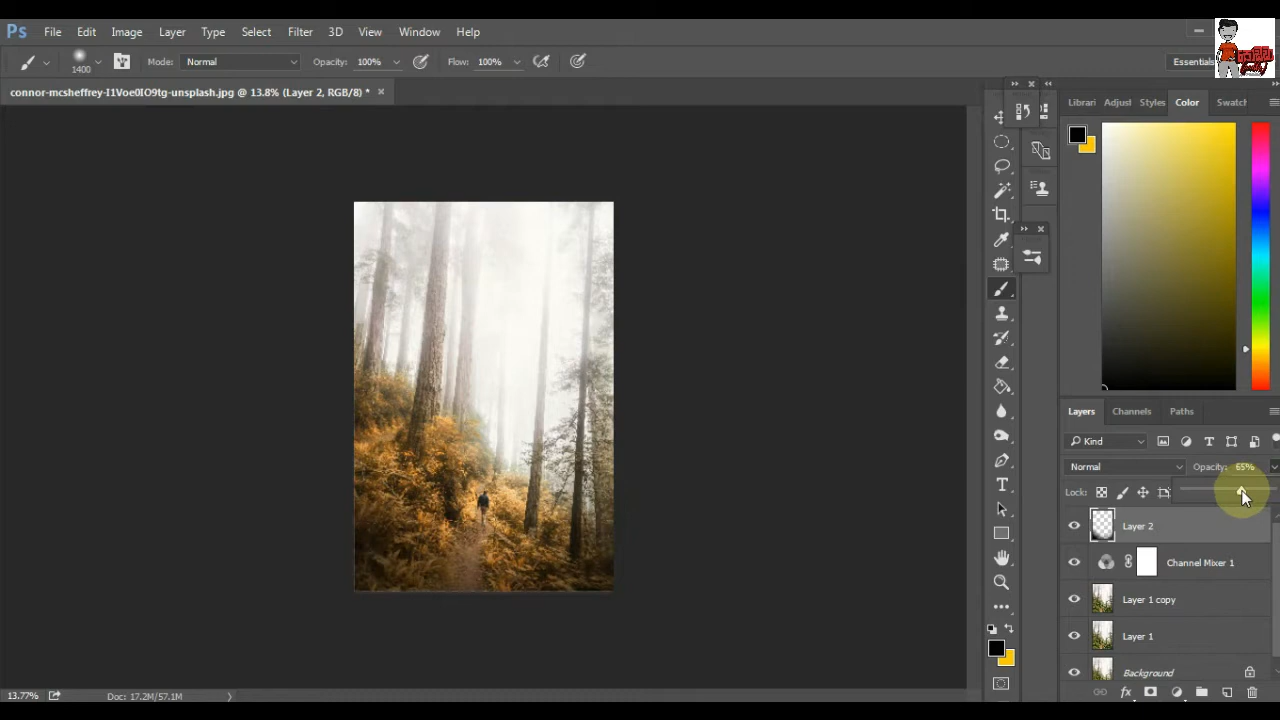 Ps File Edit Image Layer Type Select Filter 3D View Window Help
1400 Mode: Normal Opacity: 100% Flow: 100% Essentials
connor-mcsheffrey-I1Voe0IO9tg-unsplash.jpg @ 13.8% (Layer 2, RGB/8) * ×
Librari Adjus Styles Color Swatch
Layers Channels Paths
Kind
Normal Opacity: 65%
Lock:
Layer 2
Channel Mixer 1
Layer 1 copy
Layer 1
Background
13.77% Doc: 17.2M/57.1M